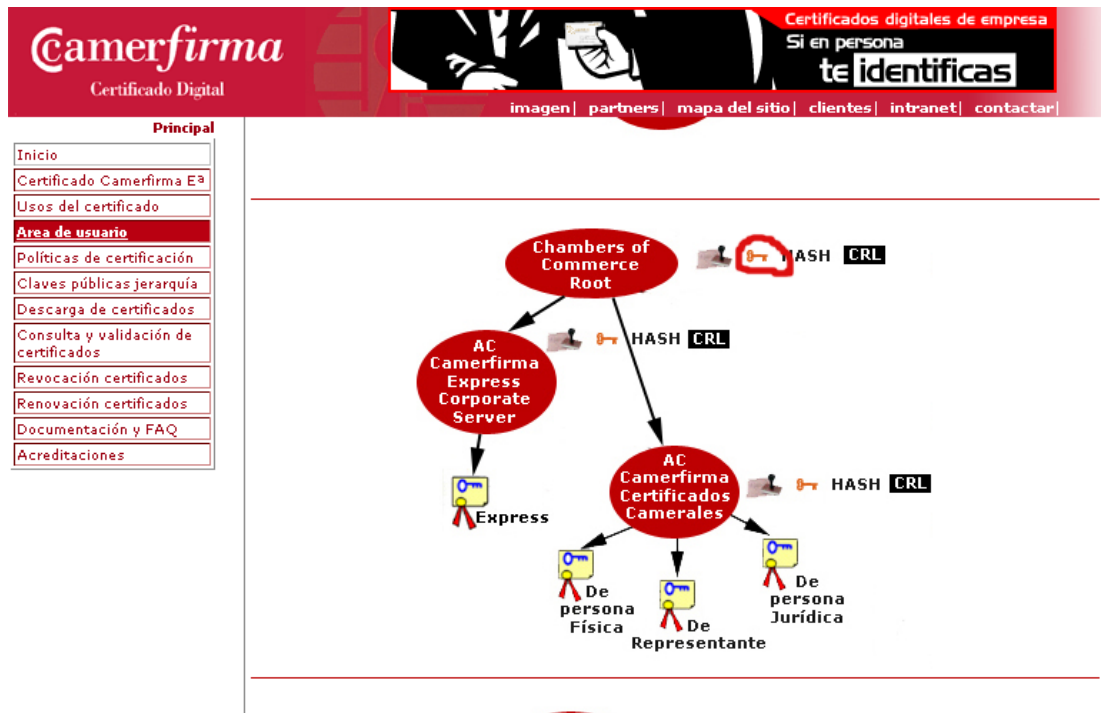 Camerfirma
Certificado Digital
Certificados digitales de empresa
Si en persona
te identificas
imagen| partners| mapa del sitio| clientes| intranet| contactar|
Principal
Inicio
Certificado Camerfirma Eª
Usos del certificado
Area de usuario
Políticas de certificación
Claves públicas jerarquía
Descarga de certificados
Consulta y validación de
certificados
Revocación certificados
Renovación certificados
Documentación y FAQ
Acreditaciones
Chambers of
Commerce
Root
HASH CRL
AC
Camerfirma
Express
Corporate
Server
HASH CRL
Express
AC
Camerfirma
Certificados
Camerales
HASH CRL
De
persona
Física
De
Representante
De
persona
Jurídica